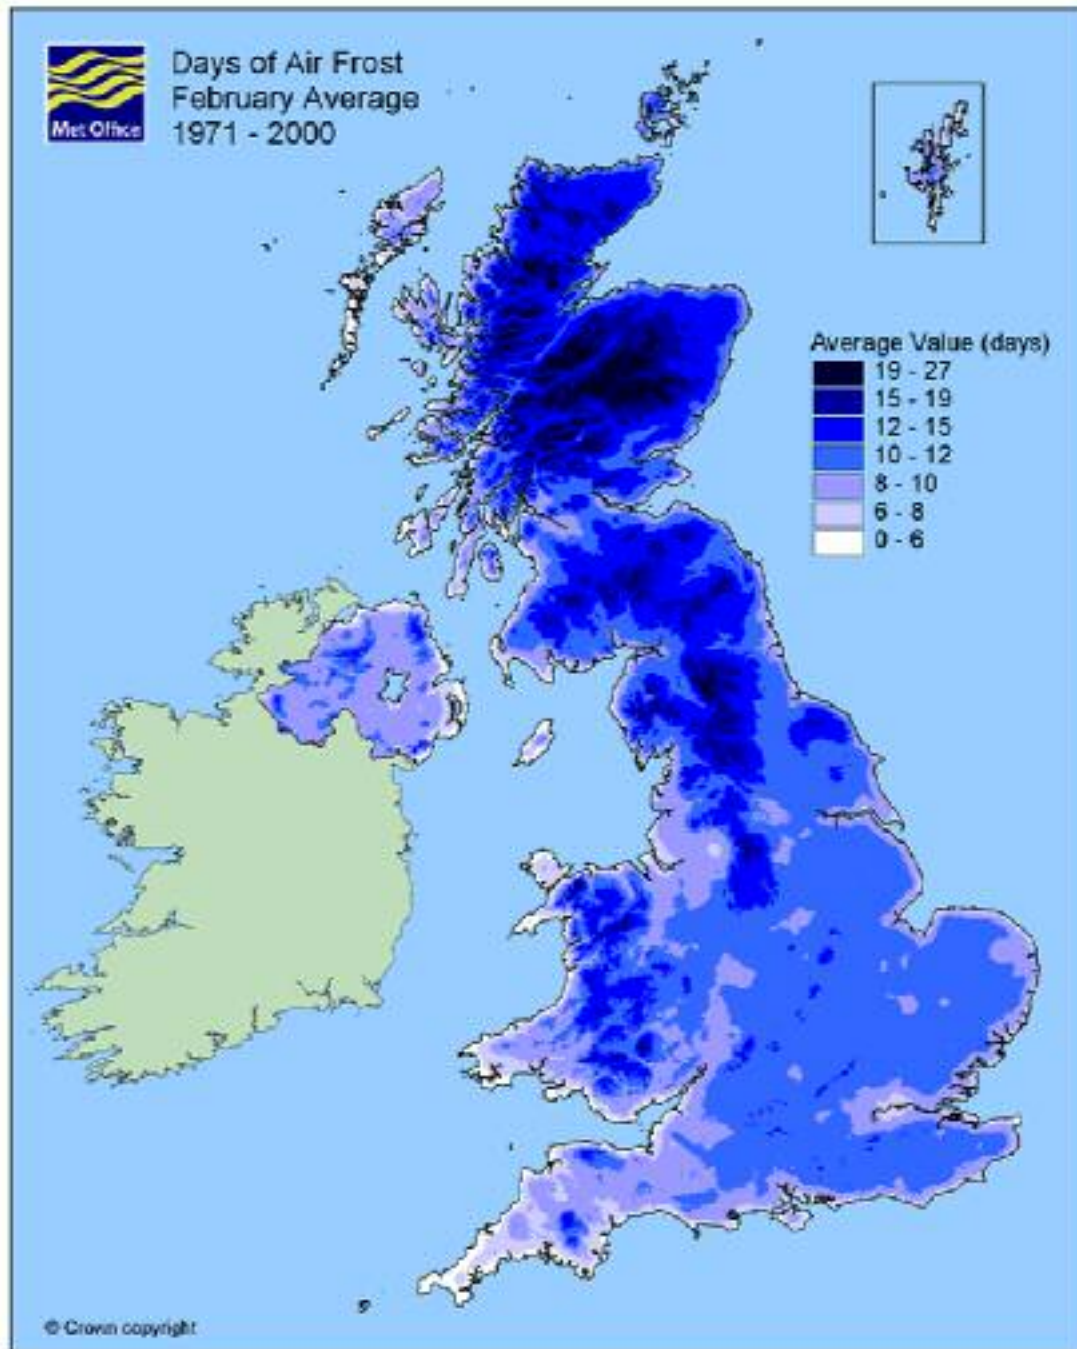 Met Office
Days of Air Frost
February Average
1971 - 2000
Average Value (days)
19 - 27
15 - 19
12 - 15
10 - 12
8 - 10
6 - 8
0 - 6
© Crown copyright